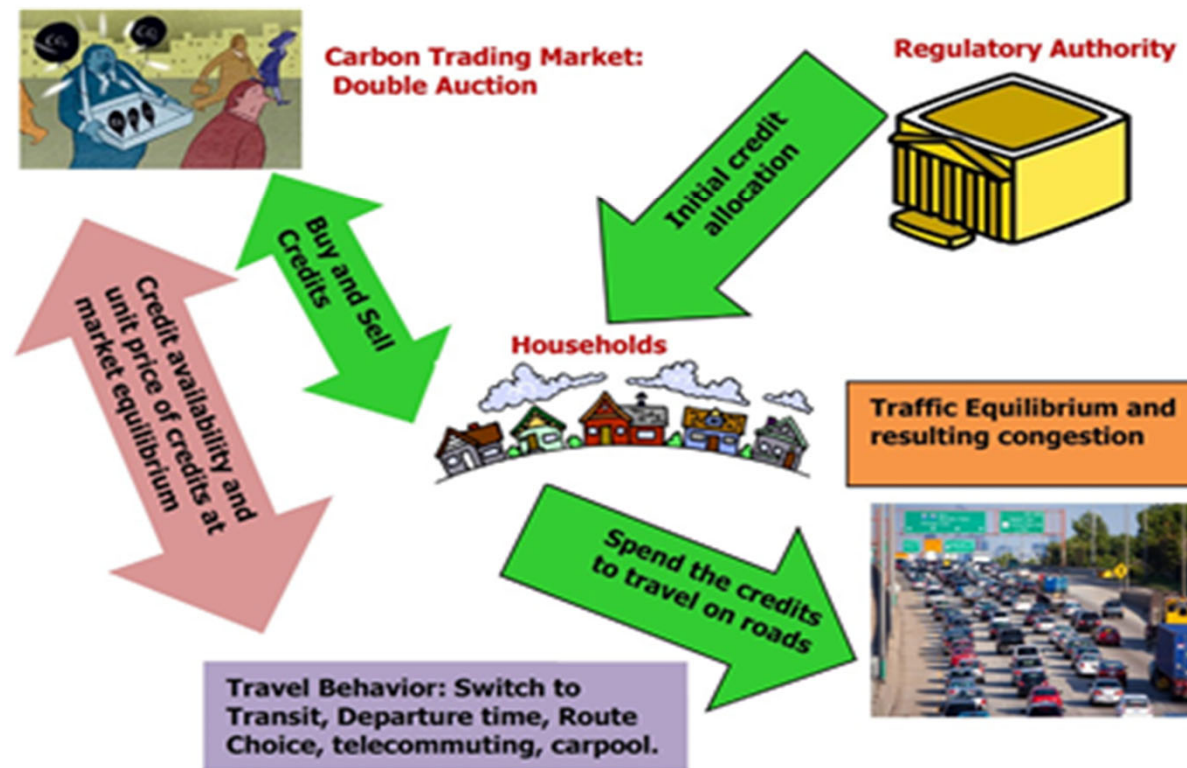 Carbon Trading Market:
Double Auction
Regulatory Authority
Initial credit
allocation
Buy and Sell
Credits
Credit availability and
unit price of credits at
market equilibrium
Households
Traffic Equilibrium and
resulting congestion
Spend the credits
to travel on roads
Travel Behavior: Switch to
Transit, Departure time, Route
Choice, telecommuting, carpool.